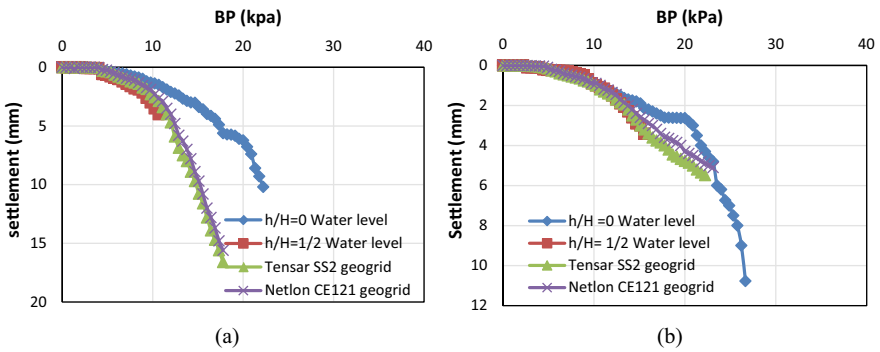 BP (kpa)
0 10 20 30 40
0
5
10
15
20
settlement (mm)
h/H=0 Water level
h/H=1/2 Water level
Tensar SS2 geogrid
Netlon CE121 geogrid
(a)
BP (kPa)
0 10 20 30 40
0
2
4
6
8
10
12
Settlement (mm)
h/H =0 Water level
h/H= 1/2 Water level
Tensar SS2 geogrid
Netlon CE121 geogrid
(b)